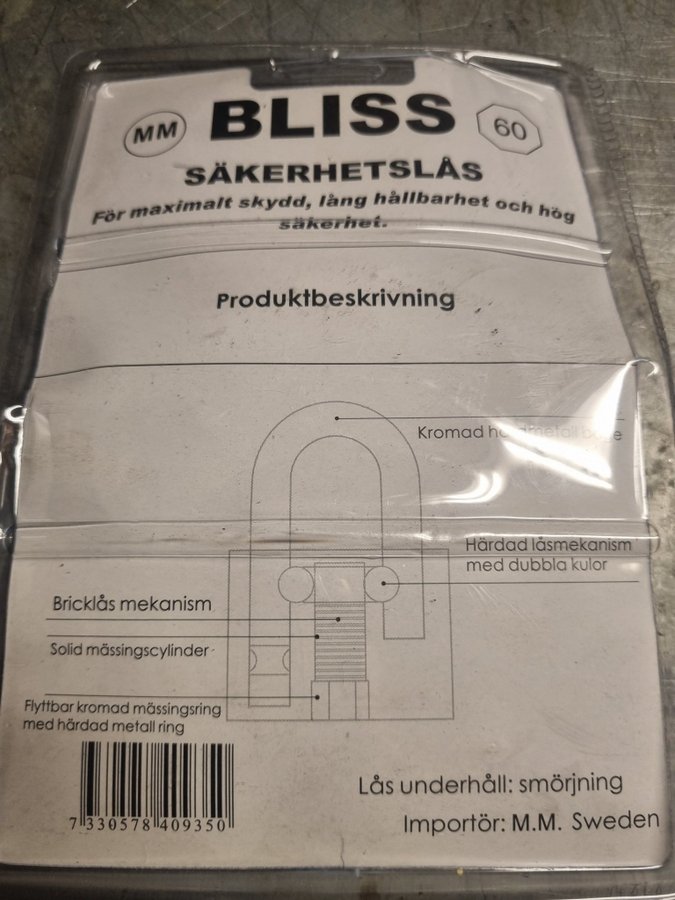 MM
BLISS
60
SÄKERHETSLÅS
För maximalt skydd, lång hållbarhet och hög
säkerhet.
Produktbeskrivning
Kromad
Härdad låsmekanism
med dubbla kulor
Bricklås mekanism
Solid mässingscylinder
Flyttbar kromad mässingsring
med härdad metall ring
7 330578 409350
Lås underhåll: smörjning
Importör: M.M. Sweden